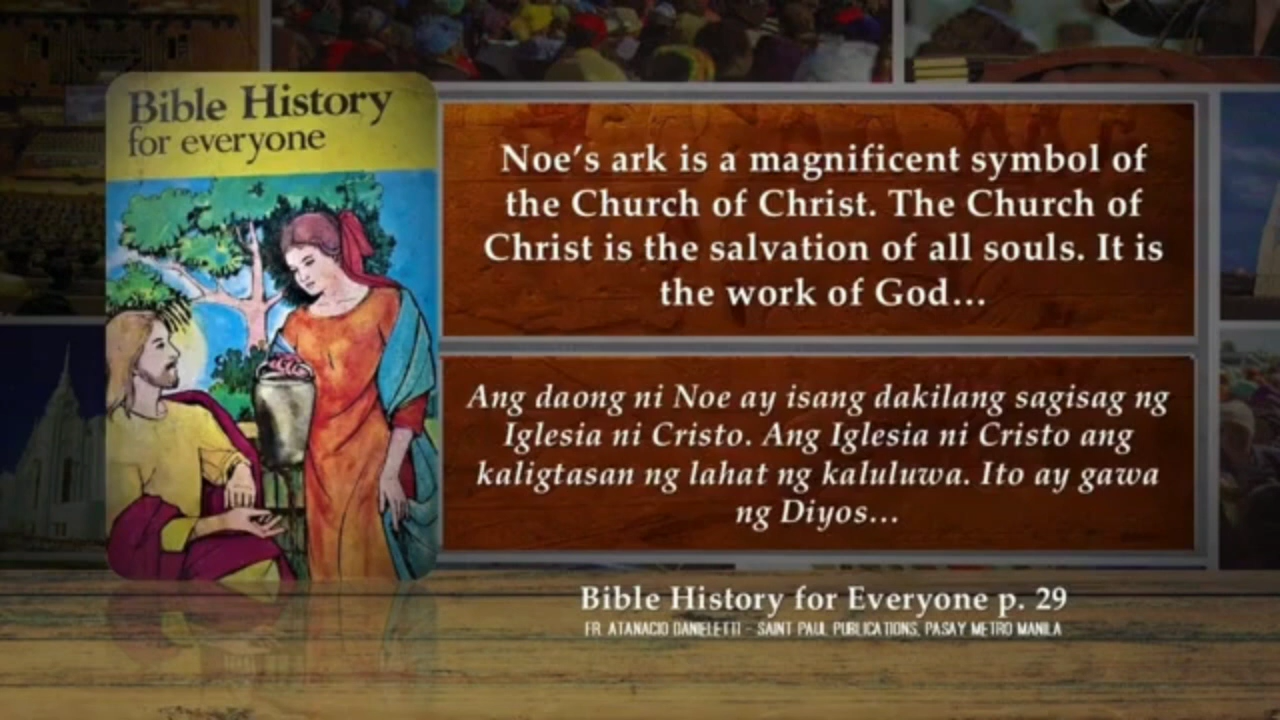 Bible History
for everyone
Noe's ark is a magnificent symbol of
the Church of Christ. The Church of
Christ is the salvation of all souls. It is
the work of God...
Ang daong ni Noe ay isang dakilang sagisag ng
Iglesia ni Cristo. Ang Iglesia ni Cristo ang
kaligtasan ng lahat ng kaluluwa. Ito ay gawa
ng Diyos...
Bible History for Everyone p. 29
FR. ATANACIO DANIELETTI - SAINT PAUL PUBLICATIONS, PASAY METRO MANILA